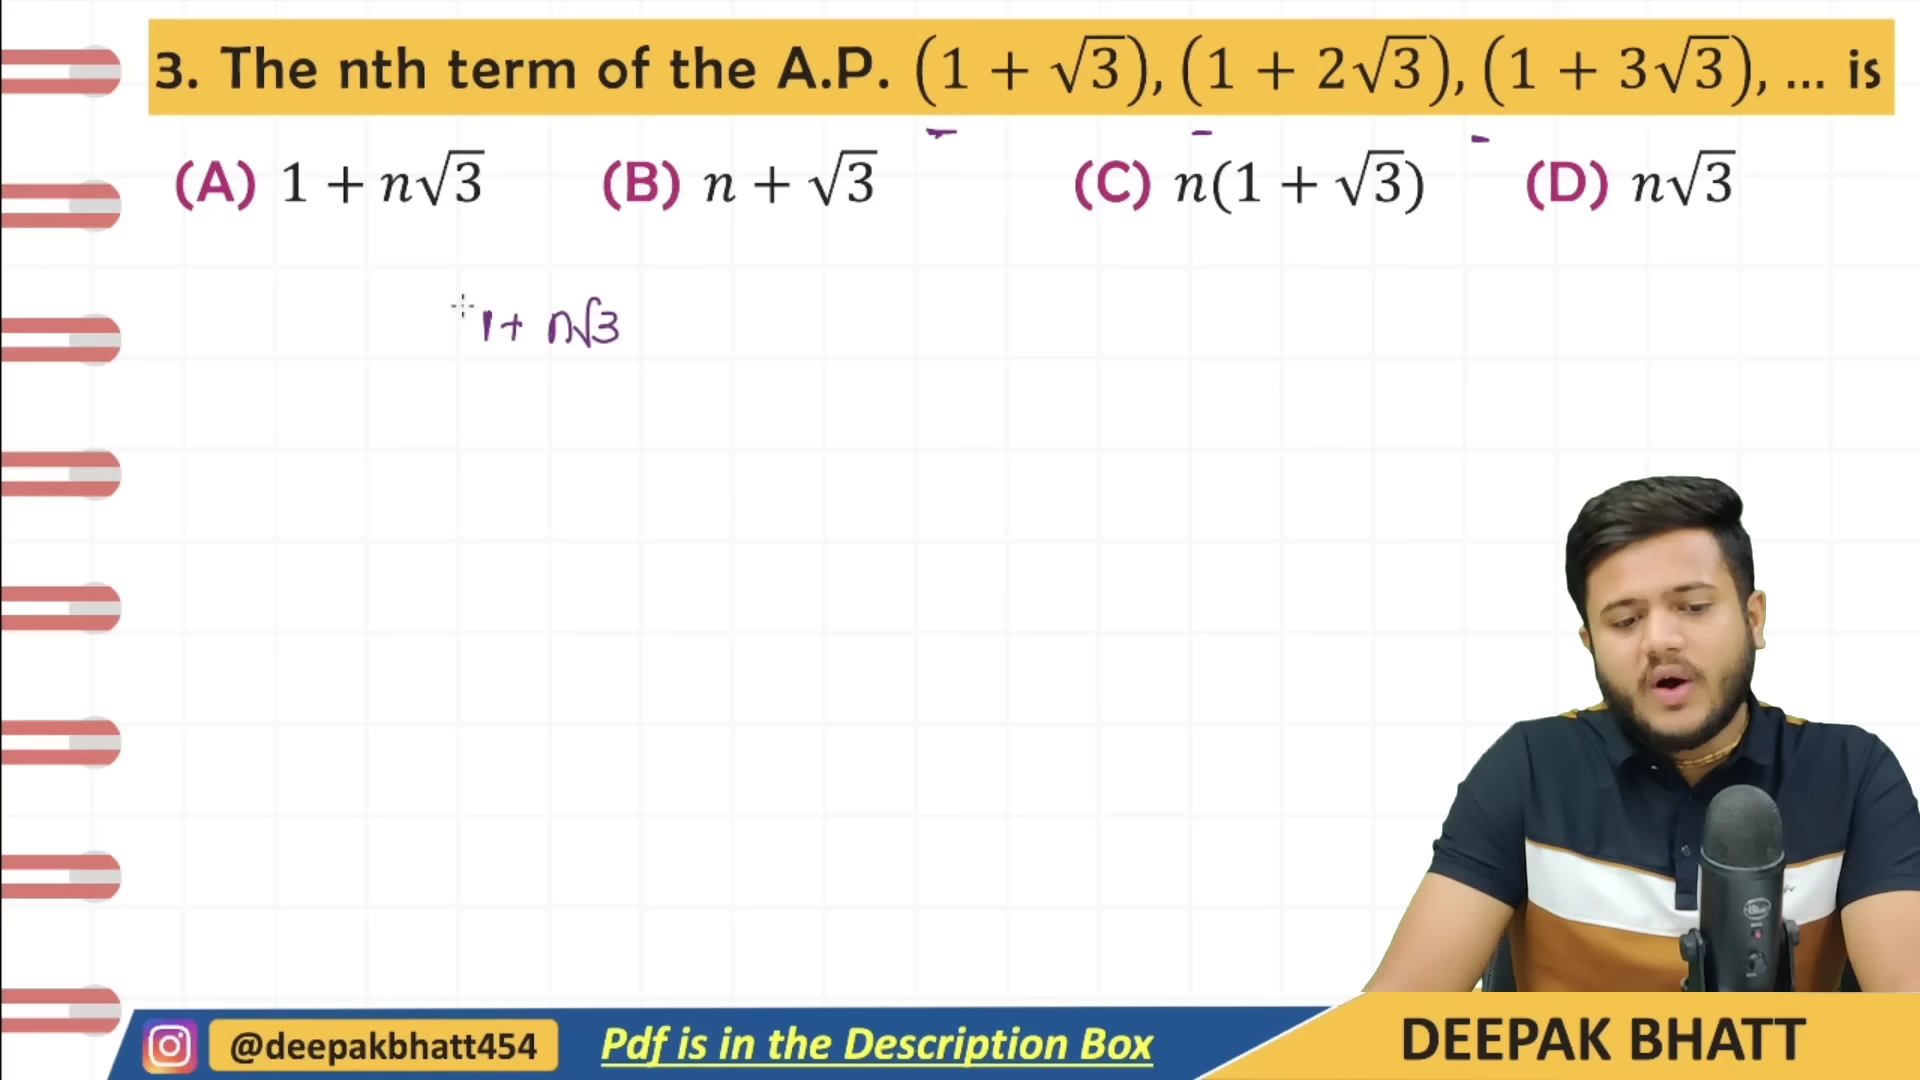 3. The nth term of the A.P. (1 + √3), (1 + 2√3), (1 + 3√3), ... is
(A) 1 + n√3 (B) n + √3 (C) n(1 + √3) (D) n√3
1+ n√3
@deepakbhatt454 Pdf is in the Description Box DEEPAK BHATT